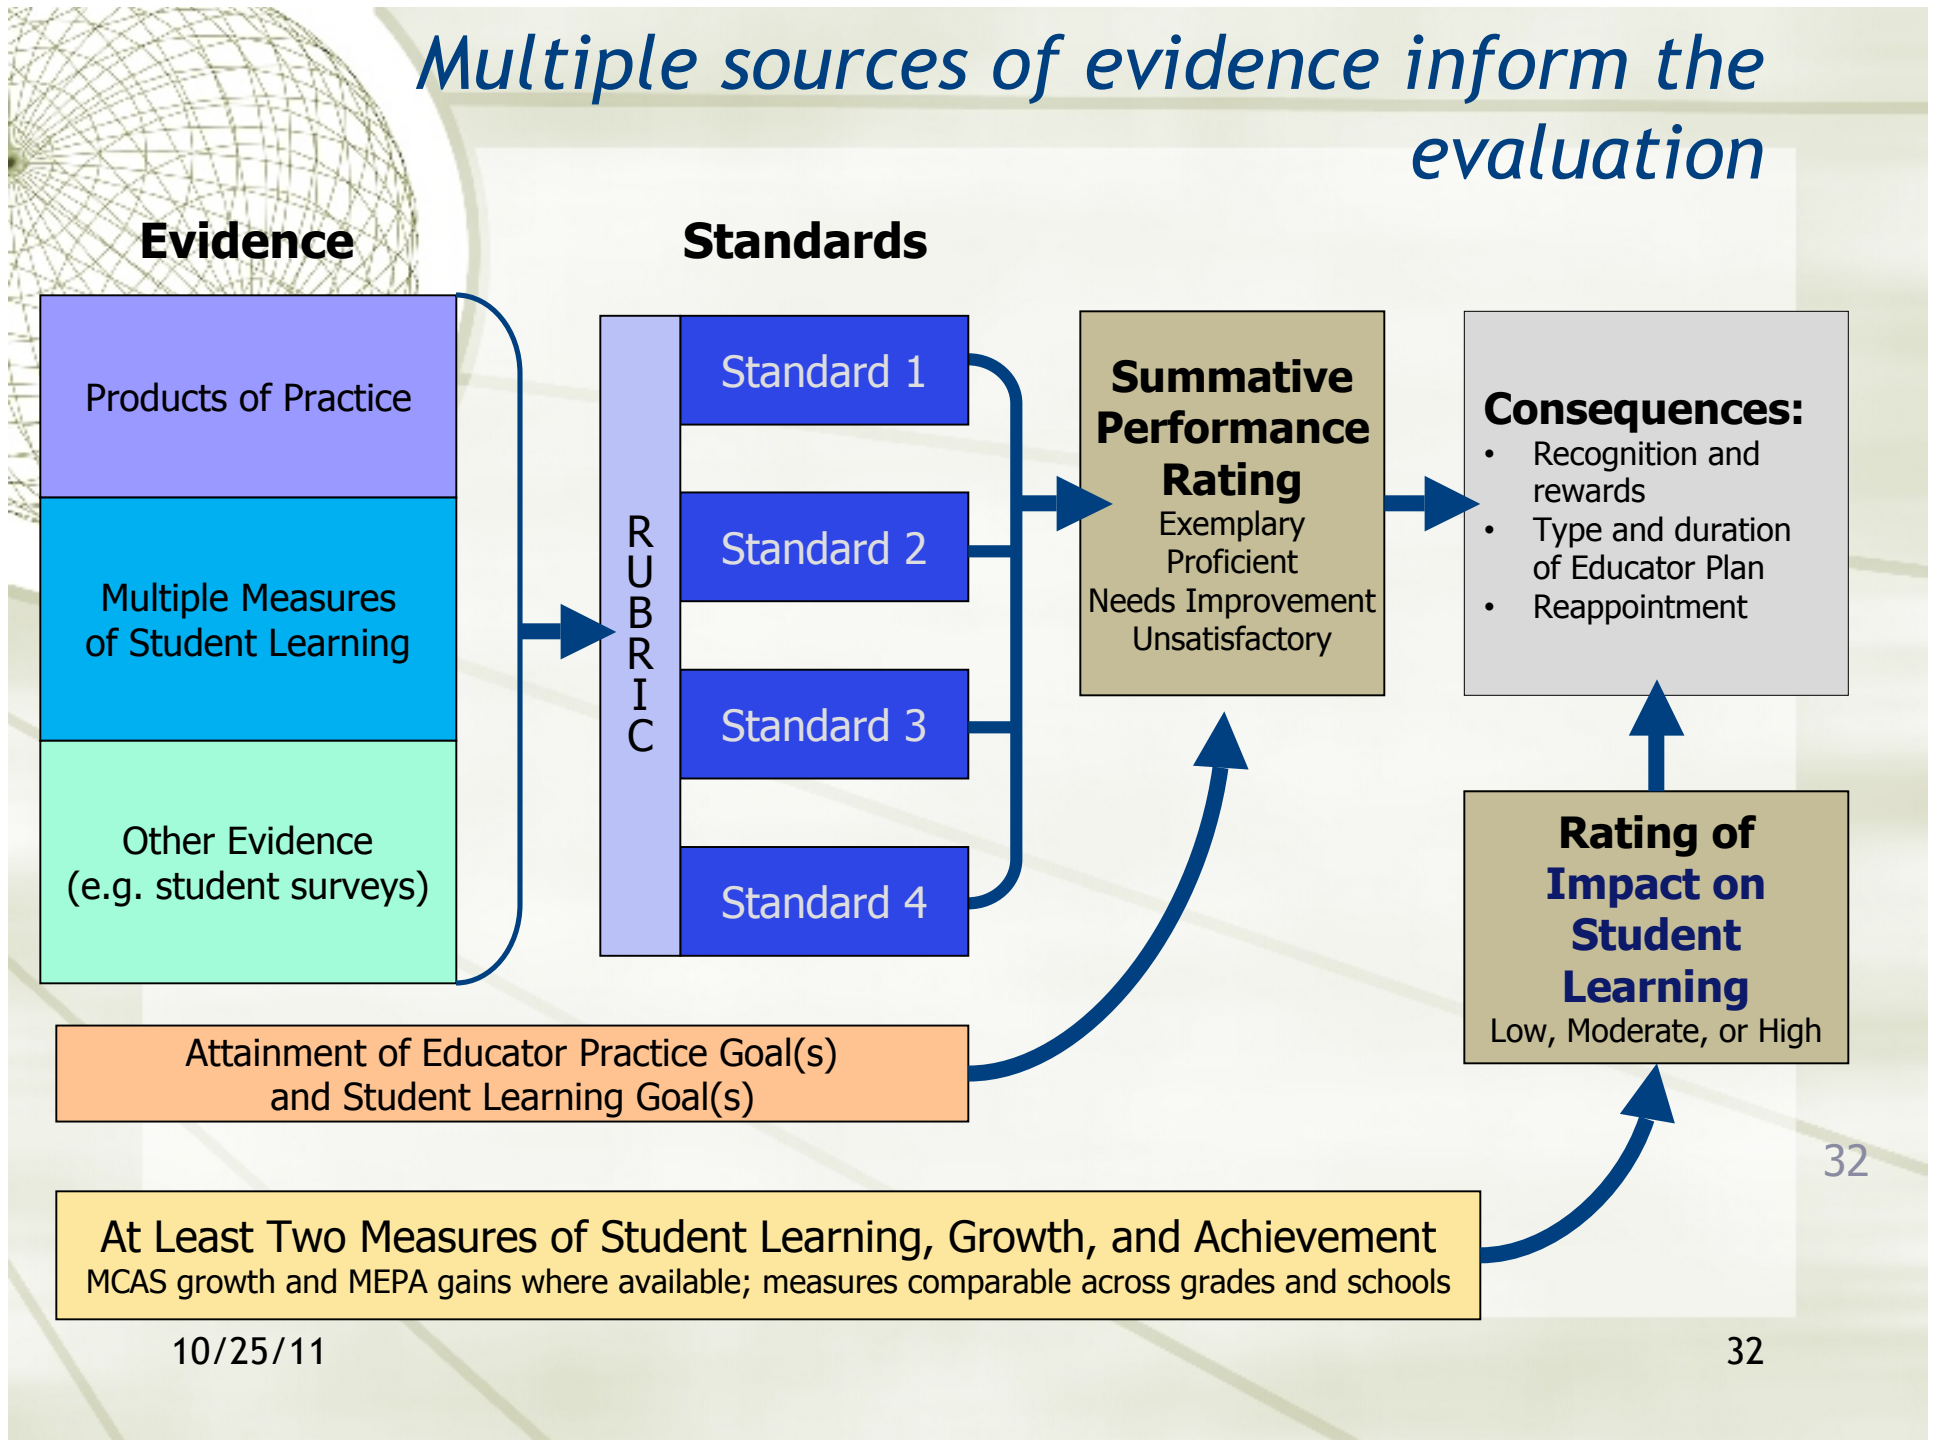 Multiple sources of evidence inform the
evaluation
Evidence
Standards
Products of Practice
Multiple Measures
of Student Learning
Other Evidence
(e.g. student surveys)
R
U
B
R
I
C
Standard 1
Standard 2
Standard 3
Standard 4
Summative
Performance
Rating
Exemplary
Proficient
Needs Improvement
Unsatisfactory
Consequences:
• Recognition and
rewards
• Type and duration
of Educator Plan
• Reappointment
Rating of
Impact on
Student
Learning
Low, Moderate, or High
Attainment of Educator Practice Goal(s)
and Student Learning Goal(s)
32
At Least Two Measures of Student Learning, Growth, and Achievement
MCAS growth and MEPA gains where available; measures comparable across grades and schools
10/25/11
32